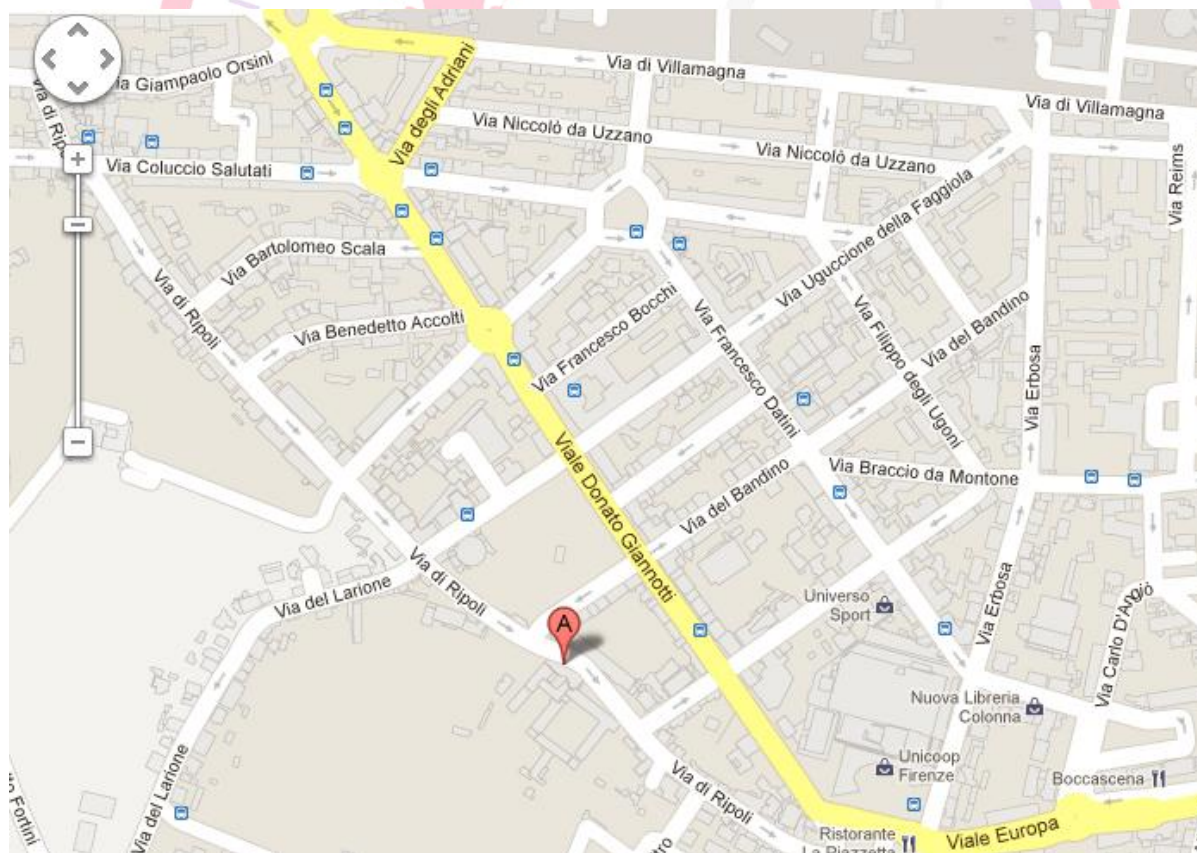 Via di Villamagna
Via Giampaolo Orsini
Via degli Adriani
Via di Villamagna
Via di Ripoli
Via Niccolò da Uzzano
Via Niccolò da Uzzano
Via Coluccio Salutati
Via Reims
Via Uguccione della Faggiola
Via Bartolomeo Scala
Via di Ripoli
Via Benedetto Accolti
Via Francesco Bocchi
Via Francesco Datini
Via Filippo degli Ugoni
Via del Bandino
Via Erbosa
Viale Donato Giannotti
Via Braccio da Montone
Via del Bandino
Via di Ripoli
Via del Larione
Universo
Sport
Via Erbosa
Via Carlo D'Angiò
A
Nuova Libreria
Colonna
Unicoop
Firenze
Boccascena
Via di Ripoli
Via del Larione
Fortini
Ristorante
La Piazzetta
Viale Europa